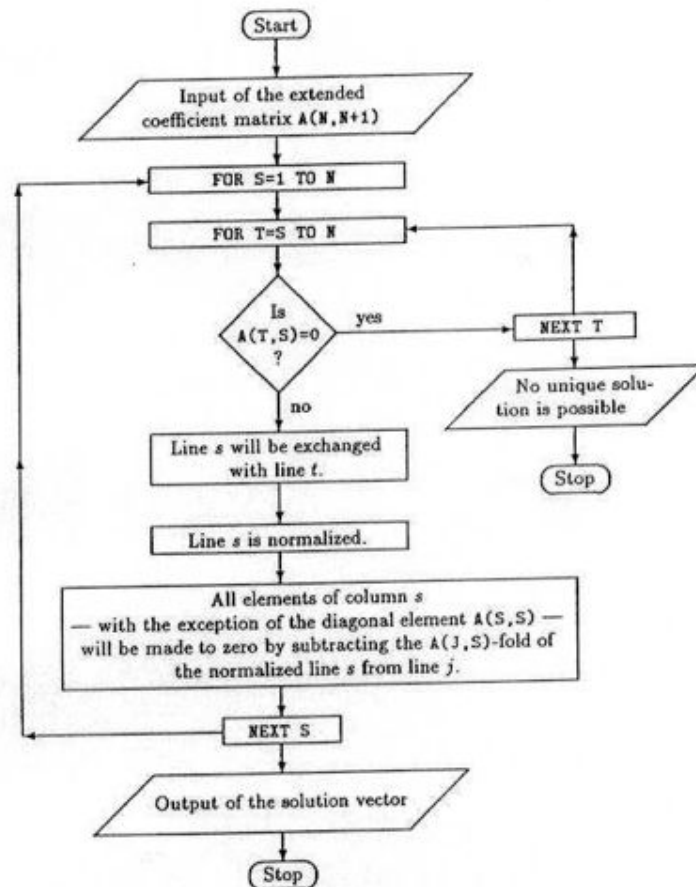 Start
Input of the extended
coefficient matrix A(N,N+1)
FOR S=1 TO N
FOR T=S TO N
Is
A(T,S)=0
?
yes
NEXT T
No unique solu-
tion is possible
Stop
no
Line s will be exchanged
with line t.
Line s is normalized.
All elements of column s
— with the exception of the diagonal element A(S,S) —
will be made to zero by subtracting the A(J,S)-fold of
the normalized line s from line j.
NEXT S
Output of the solution vector
Stop